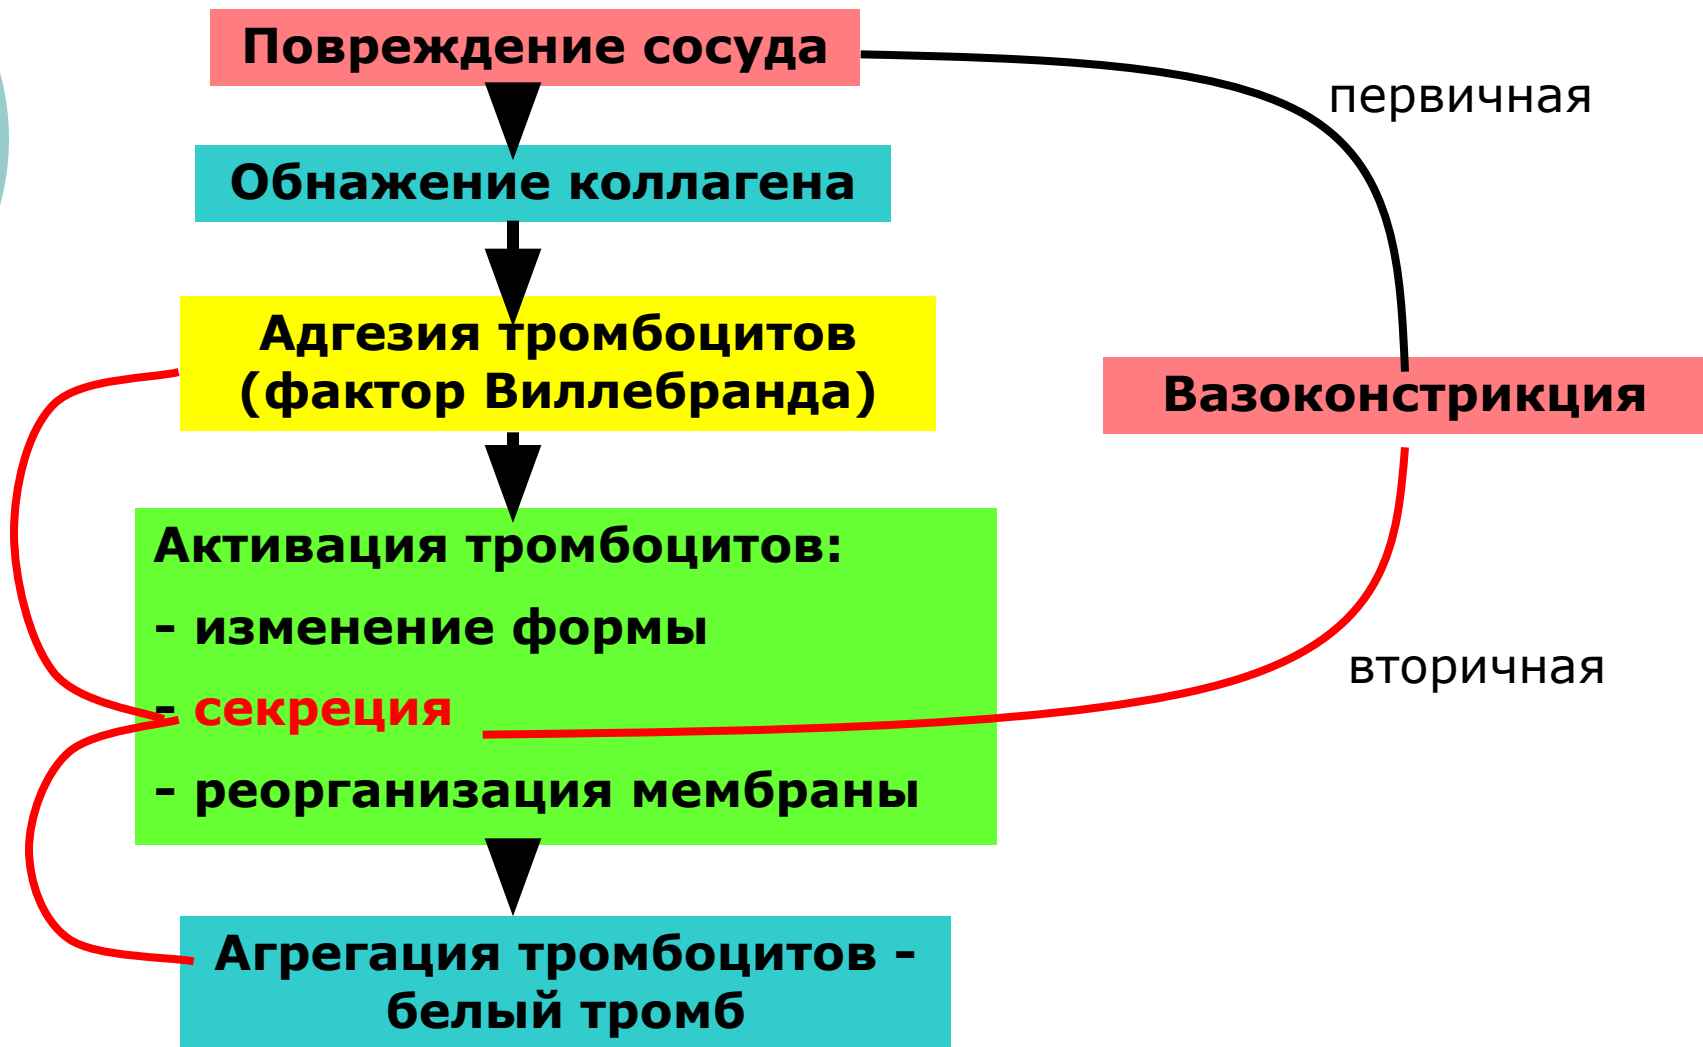 Повреждение сосуда
первичная
Обнажение коллагена
Адгезия тромбоцитов
(фактор Виллебранда)
Вазоконстрикция
Активация тромбоцитов:
– изменение формы
– секреция
– реорганизация мембраны
вторичная
Агрегация тромбоцитов –
белый тромб